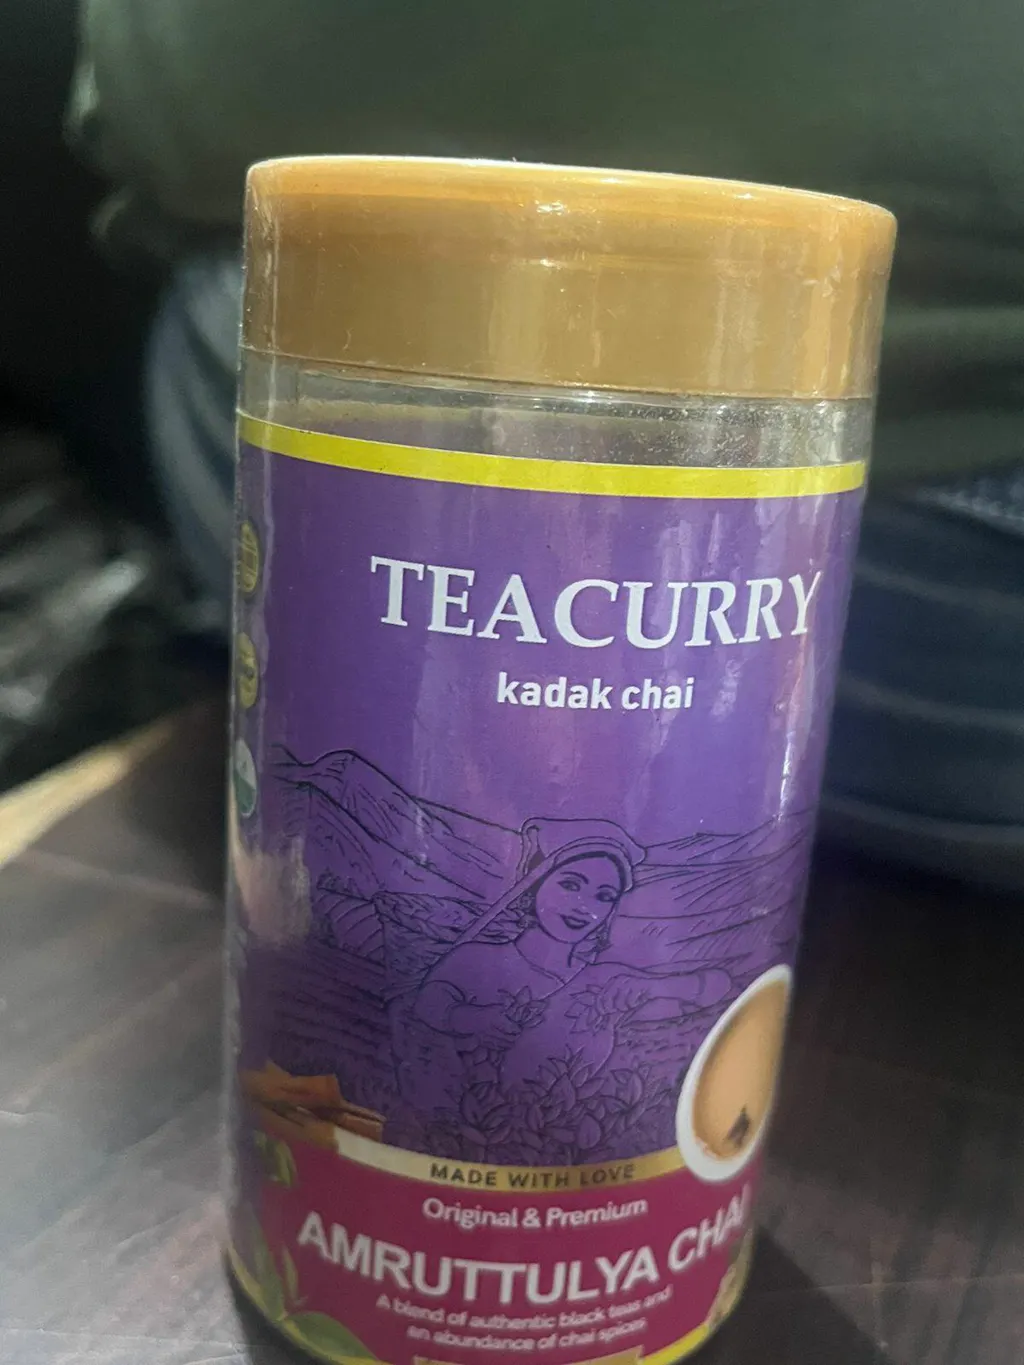 TEACURRY
kadak chai
MADE WITH LOVE
Original & Premium
AMRUTTULYA CHAI
A blend of authentic black teas and
an abundance of chai spices